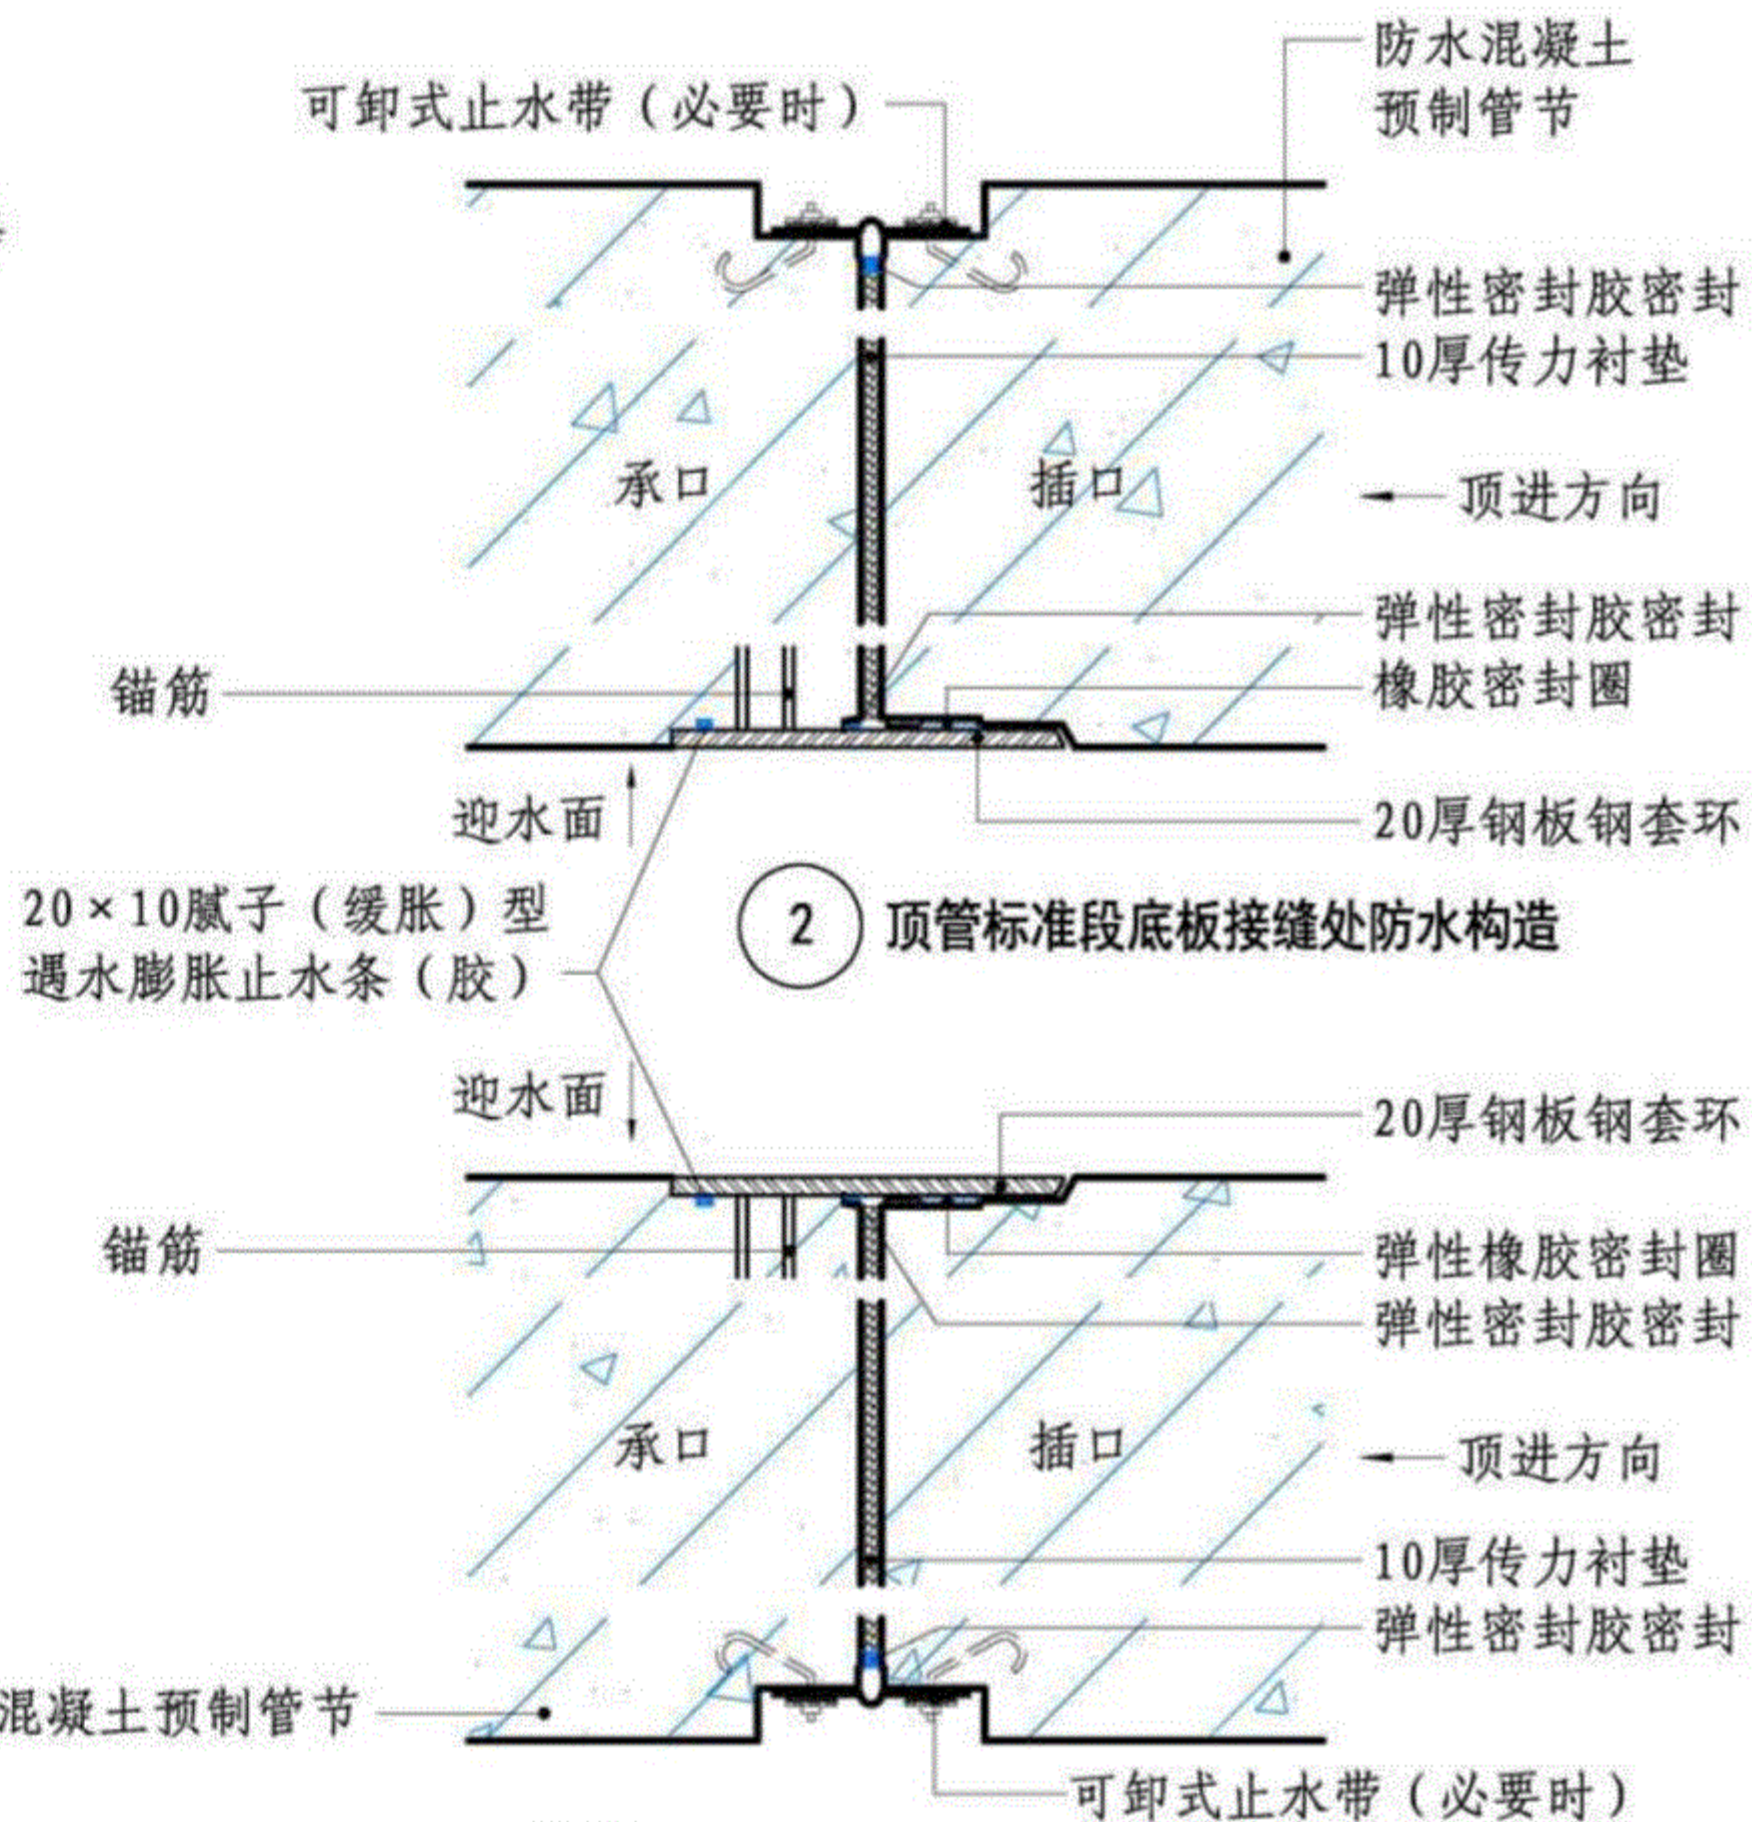 防水混凝土
预制管节
可卸式止水带（必要时）
弹性密封胶密封
10厚传力衬垫
承口
插口
顶进方向
弹性密封胶密封
锚筋
橡胶密封圈
迎水面
20厚钢板钢套环
20×10腻子（缓胀）型
遇水膨胀止水条（胶）
2 顶管标准段底板接缝处防水构造
迎水面
20厚钢板钢套环
锚筋
弹性橡胶密封圈
弹性密封胶密封
承口
插口
顶进方向
10厚传力衬垫
弹性密封胶密封
混凝土预制管节
可卸式止水带（必要时）